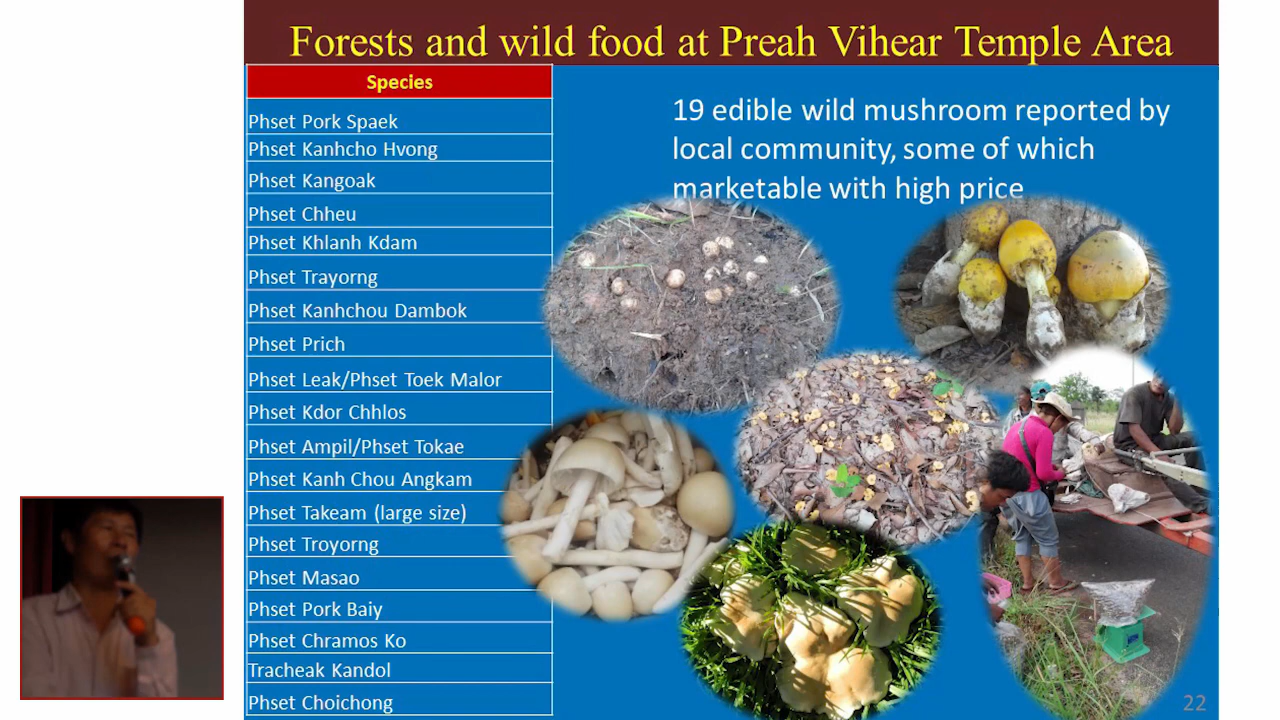 Forests and wild food at Preah Vihear Temple Area
Species
Phset Pork Spaek
Phset Kanhcho Hvong
Phset Kangoak
Phset Chheu
Phset Khlanh Kdam
Phset Trayorng
Phset Kanhchou Dambok
Phset Prich
Phset Leak/Phset Toek Malor
Phset Kdor Chhlos
Phset Ampil/Phset Tokae
Phset Kanh Chou Angkam
Phset Takeam (large size)
Phset Troyorng
Phset Masao
Phset Pork Baiy
Phset Chramos Ko
Tracheak Kandol
Phset Choichong
19 edible wild mushroom reported by
local community, some of which
marketable with high price
22